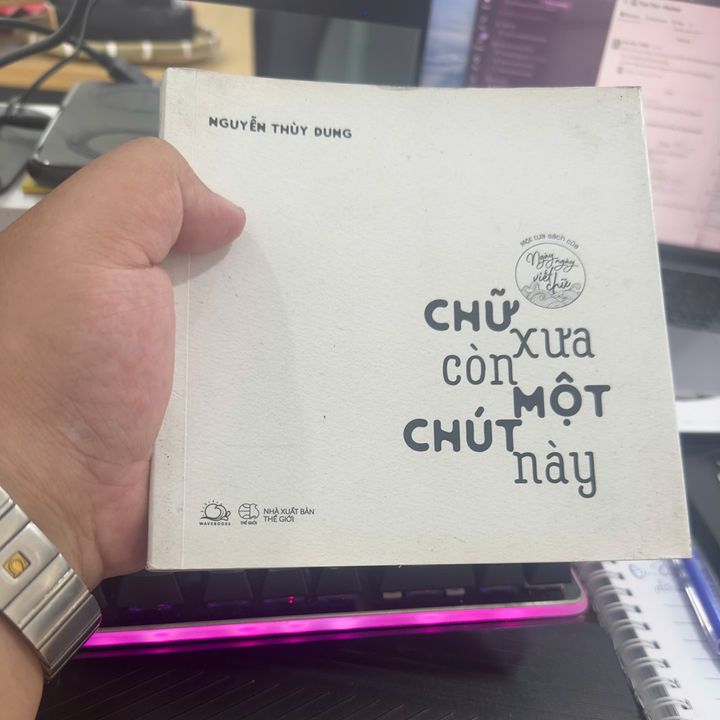 NGUYỄN THÙY DUNG
Một tựa sách của
Ngày ngày
viết chữ
CHỮ
xưa
còn
MỘT
CHÚT
này
WAVEBOOKS
THẾ GIỚI
NHÀ XUẤT BẢN
THẾ GIỚI